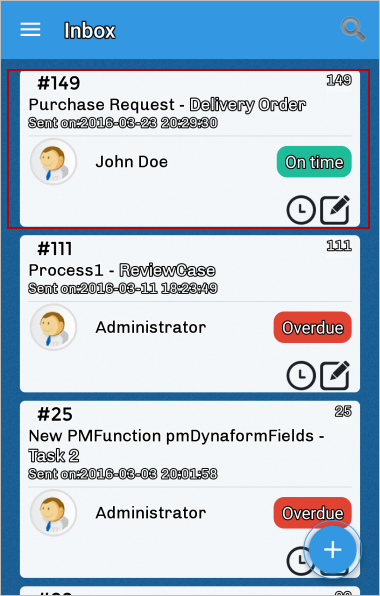 Inbox
#149
149
Purchase Request - Delivery Order
Sent on:2016-03-23 20:29:30
John Doe
On time
#111
111
Process1 - ReviewCase
Sent on:2016-03-11 18:23:49
Administrator
Overdue
#25
25
New PMFunction pmDynaformFields -
Task 2
Sent on:2016-03-03 20:01:58
Administrator
Overdue